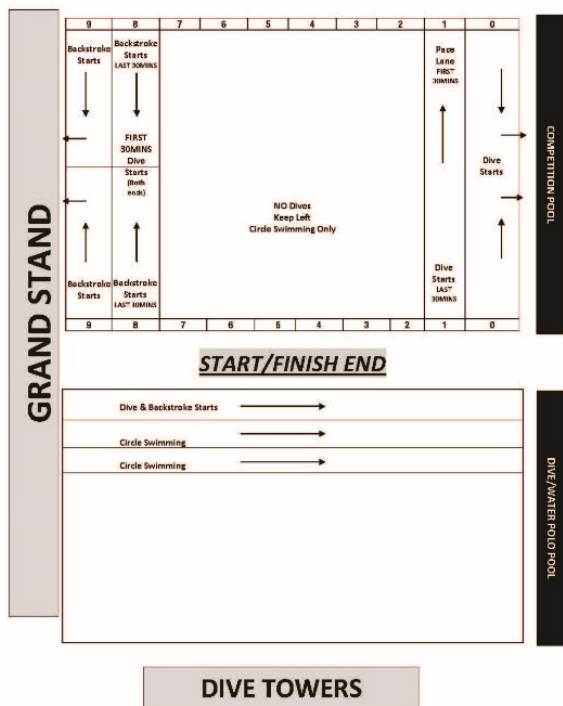 9 8 7 6 5 4 3 2 1 0
Backstroke
Starts
Backstroke
Starts
LAST 30MINS
Pace
Lane
FIRST
30MINS
FIRST
30MINS
Dive
Starts
(Both
ends)
Dive
Starts
NO Dives
Keep Left
Circle Swimming Only
Backstroke
Starts
Backstroke
Starts
LAST 30MINS
Dive
Starts
LAST
30MINS
9 8 7 6 5 4 3 2 1 0
COMPETITION POOL
GRAND STAND
START/FINISH END
Dive & Backstroke Starts
Circle Swimming
Circle Swimming
DIVE/WATER POLO POOL
DIVE TOWERS